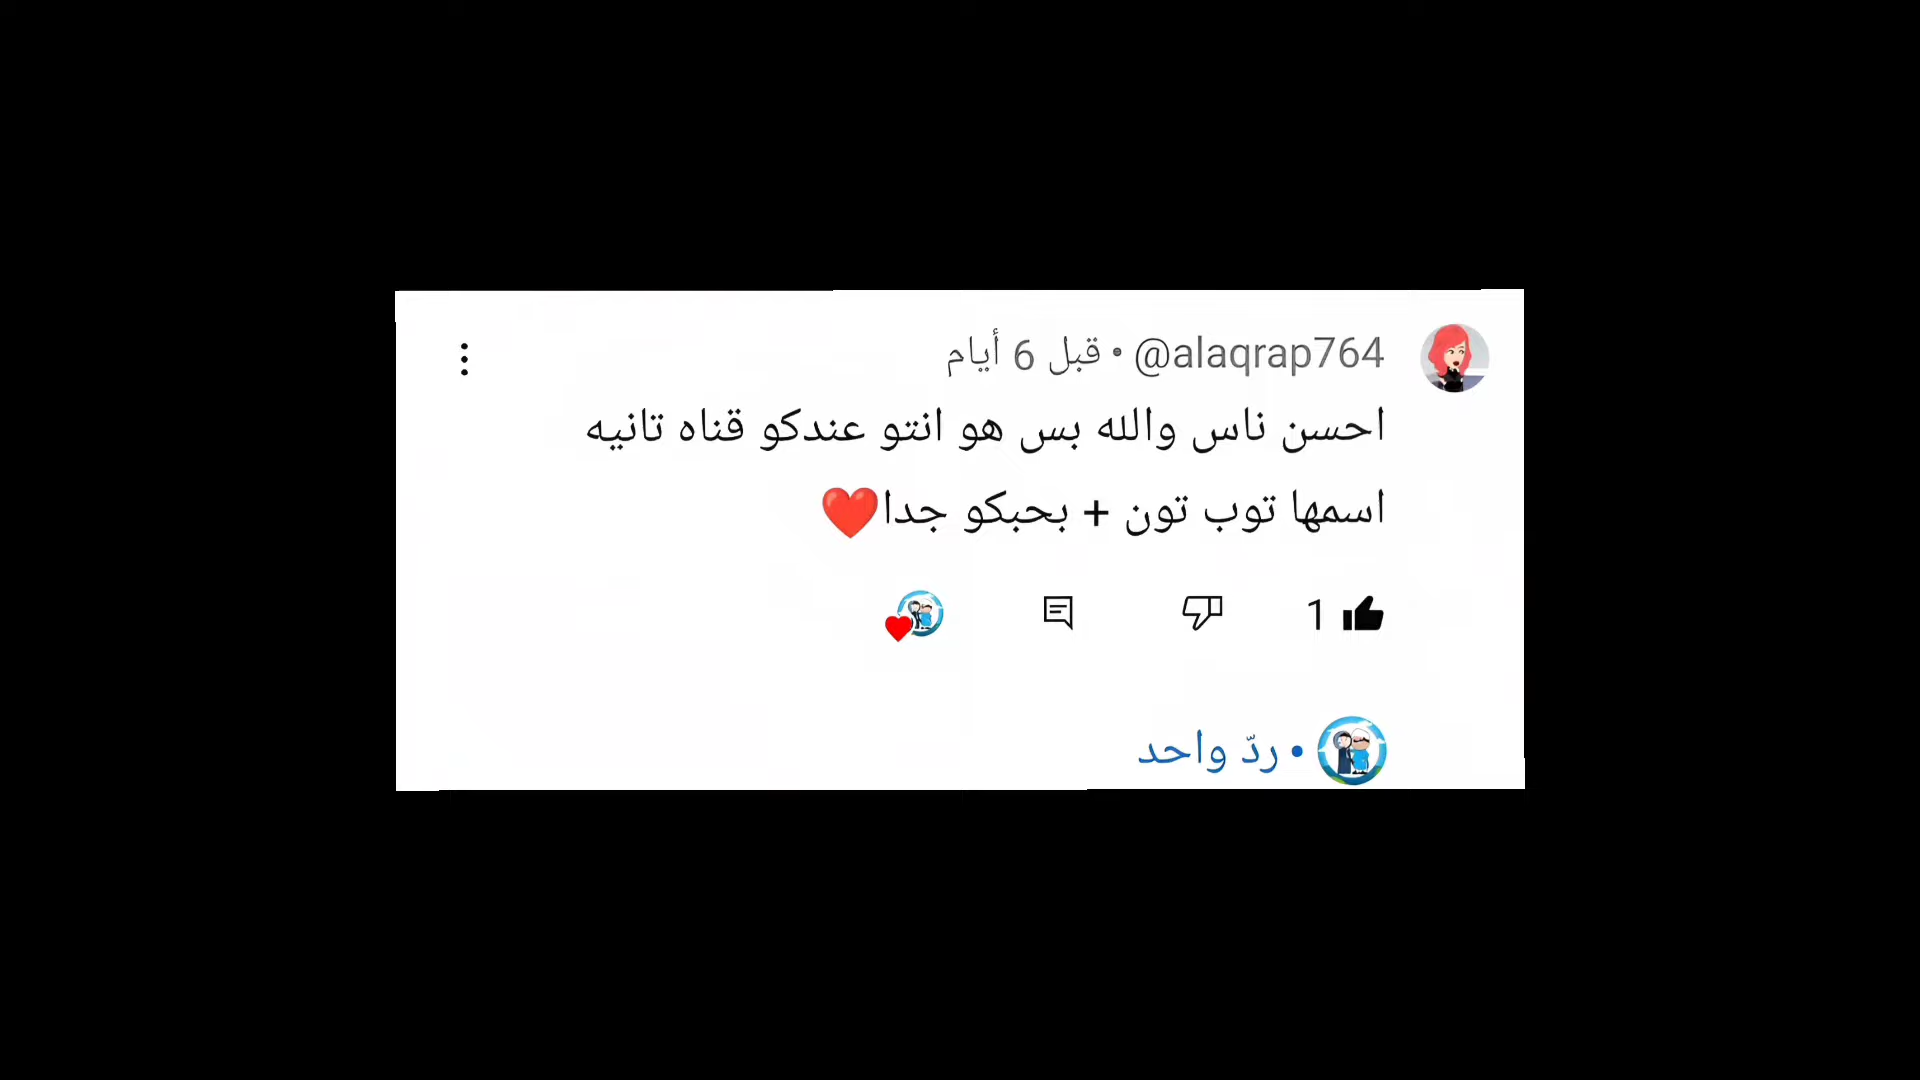 @alaqrap764 • قبل 6 أيام
احسن ناس والله بس هو انتو عندكو قناه تانيه
اسمها توب تون + بحبكو جدا❤️
1
• ردّ واحد